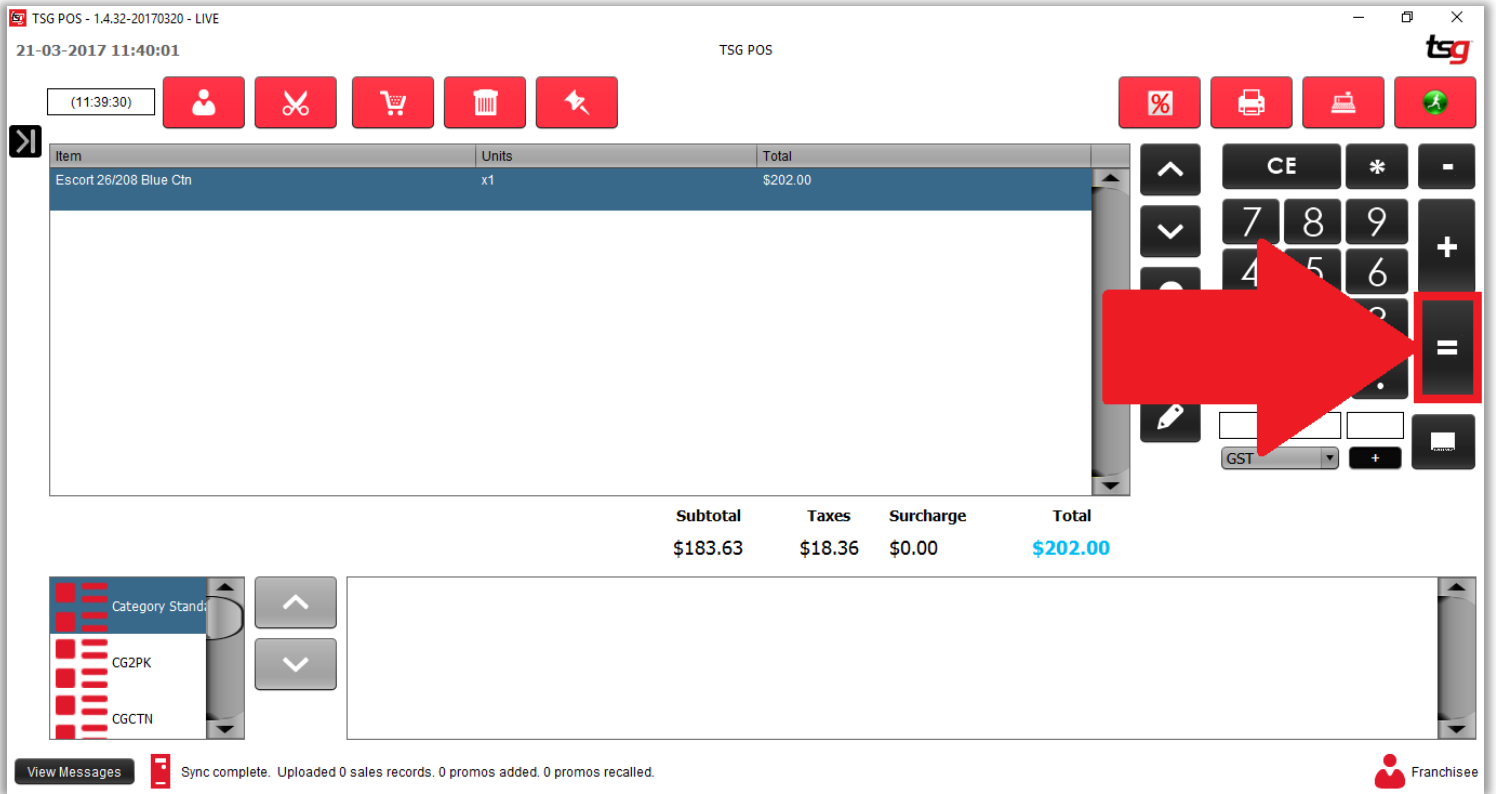 TSG POS - 1.4.32-20170320 - LIVE
21-03-2017 11:40:01
TSG POS
tsg
(11:39:30)
%
Item Units Total
Escort 26/208 Blue Ctn x1 $202.00
CE * -
7 8 9 +
4 5 6
=
.
GST +
Subtotal Taxes Surcharge Total
$183.63 $18.36 $0.00 $202.00
CG2PK
CGCTN
Category
View Messages Sync complete. Uploaded 0 sales records. 0 promos added. 0 promos recalled. Franchisee